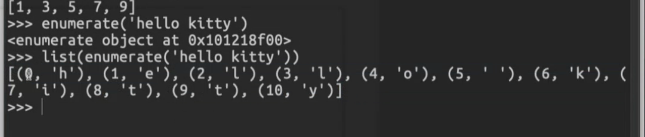 [1, 3, 5, 7, 9]
>>> enumerate('hello kitty')
<enumerate object at 0x101218f00>
>>> list(enumerate('hello kitty'))
[(0, 'h'), (1, 'e'), (2, 'l'), (3, 'l'), (4, 'o'), (5, ' '), (6, 'k'), (
7, 'i'), (8, 't'), (9, 't'), (10, 'y')]
>>>